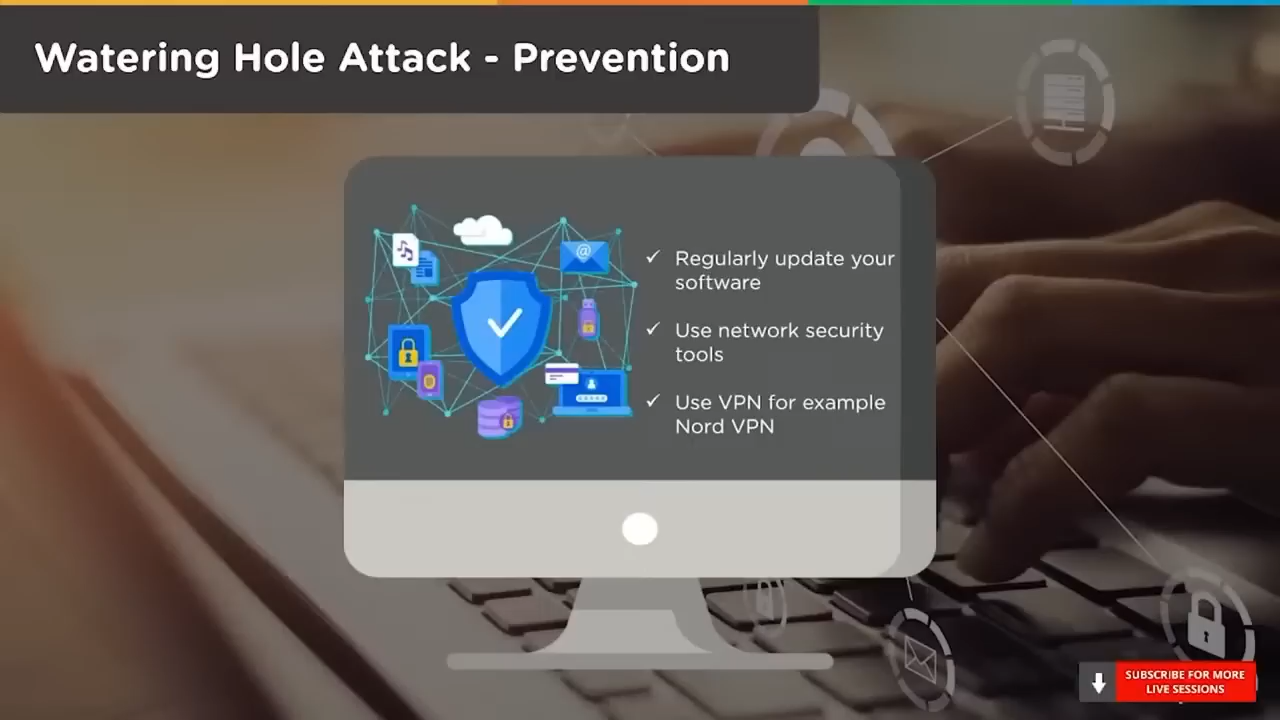 Watering Hole Attack - Prevention
✓ Regularly update your
software
✓ Use network security
tools
✓ Use VPN for example
Nord VPN
SUBSCRIBE FOR MORE
LIVE SESSIONS